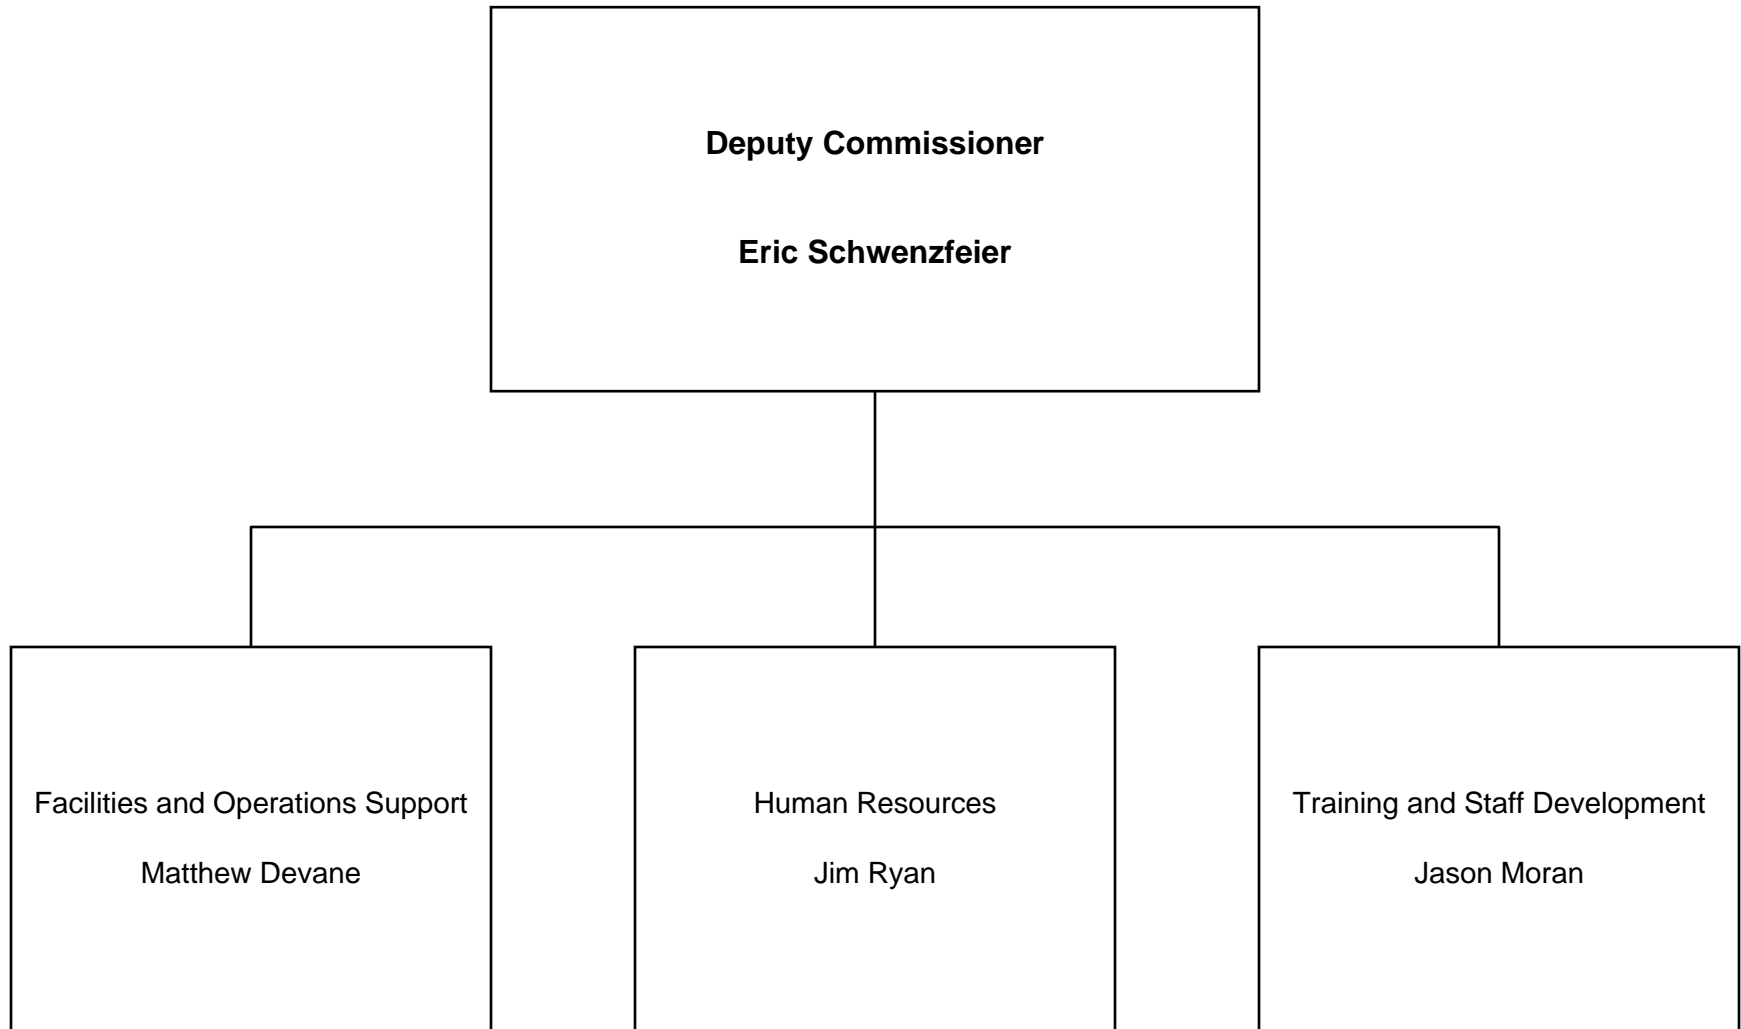 Deputy Commissioner
Eric Schwenzfeier
Facilities and Operations Support
Matthew Devane
Human Resources
Jim Ryan
Training and Staff Development
Jason Moran